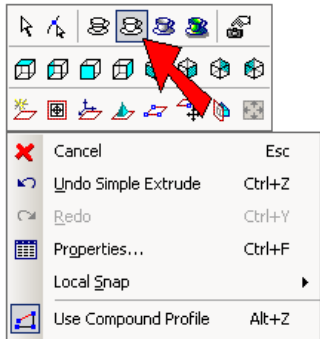 Cancel Esc
Undo Simple Extrude Ctrl+Z
Redo Ctrl+Y
Properties... Ctrl+F
Local Snap
Use Compound Profile Alt+Z